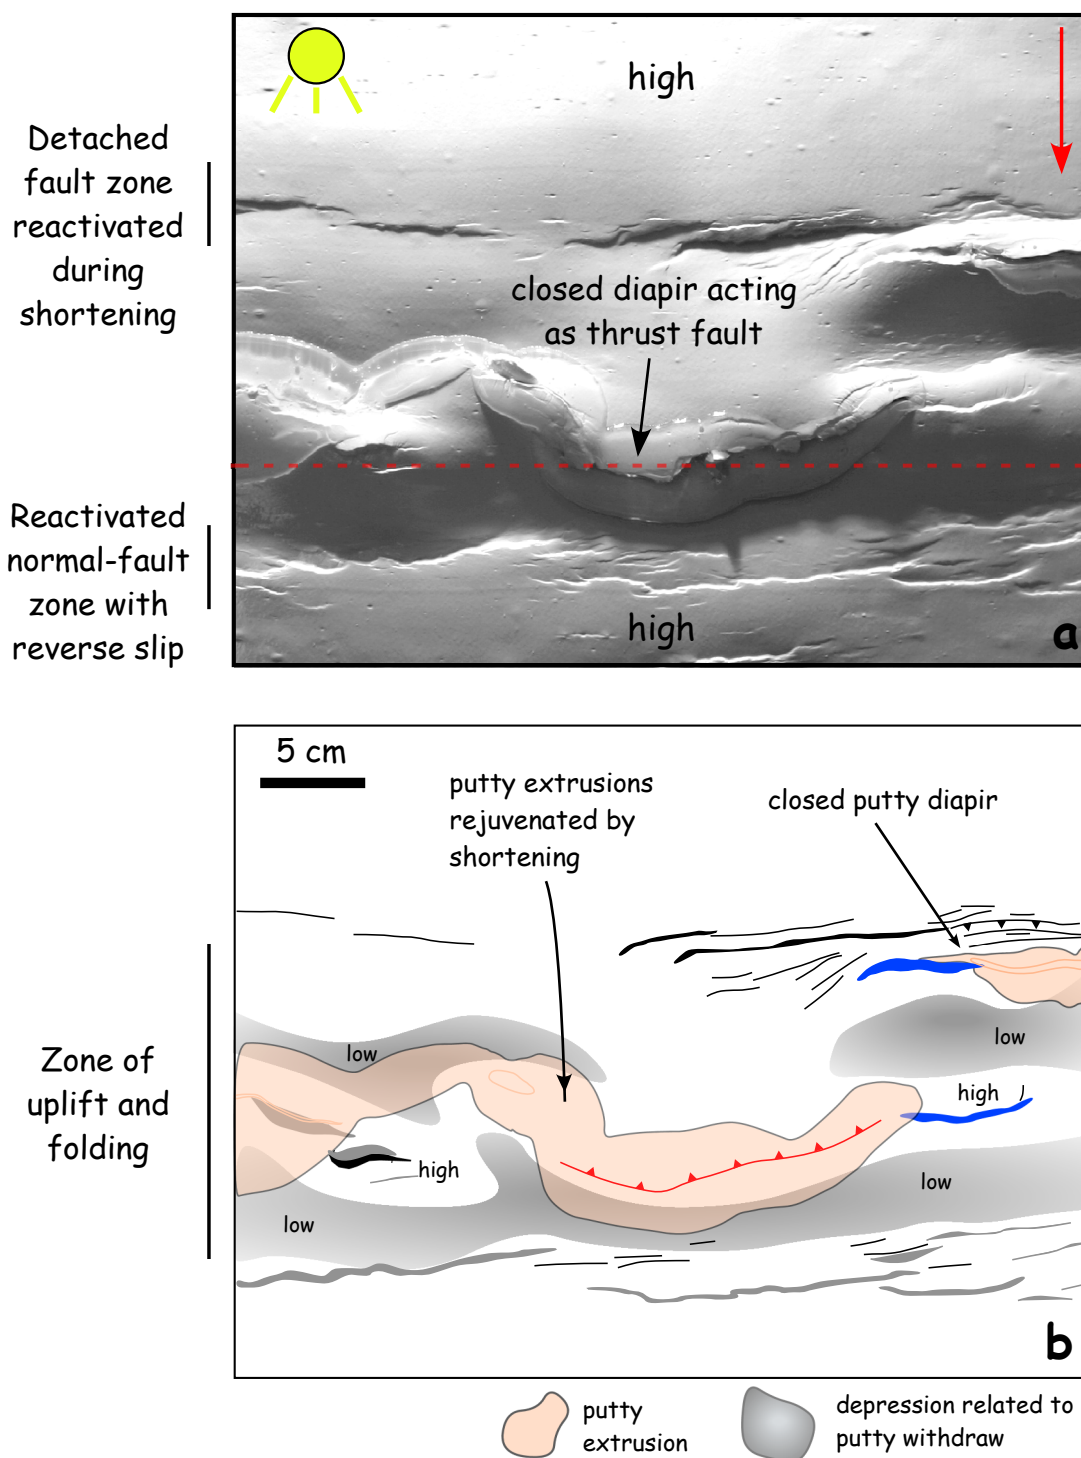 high
Detached
fault zone
reactivated
during
shortening
closed diapir acting
as thrust fault
Reactivated
normal-fault
zone with
reverse slip
high
a
5 cm
putty extrusions
rejuvenated by
shortening
closed putty diapir
Zone of
uplift and
folding
low
low
high
high
low
low
b
putty
extrusion
depression related to
putty withdraw